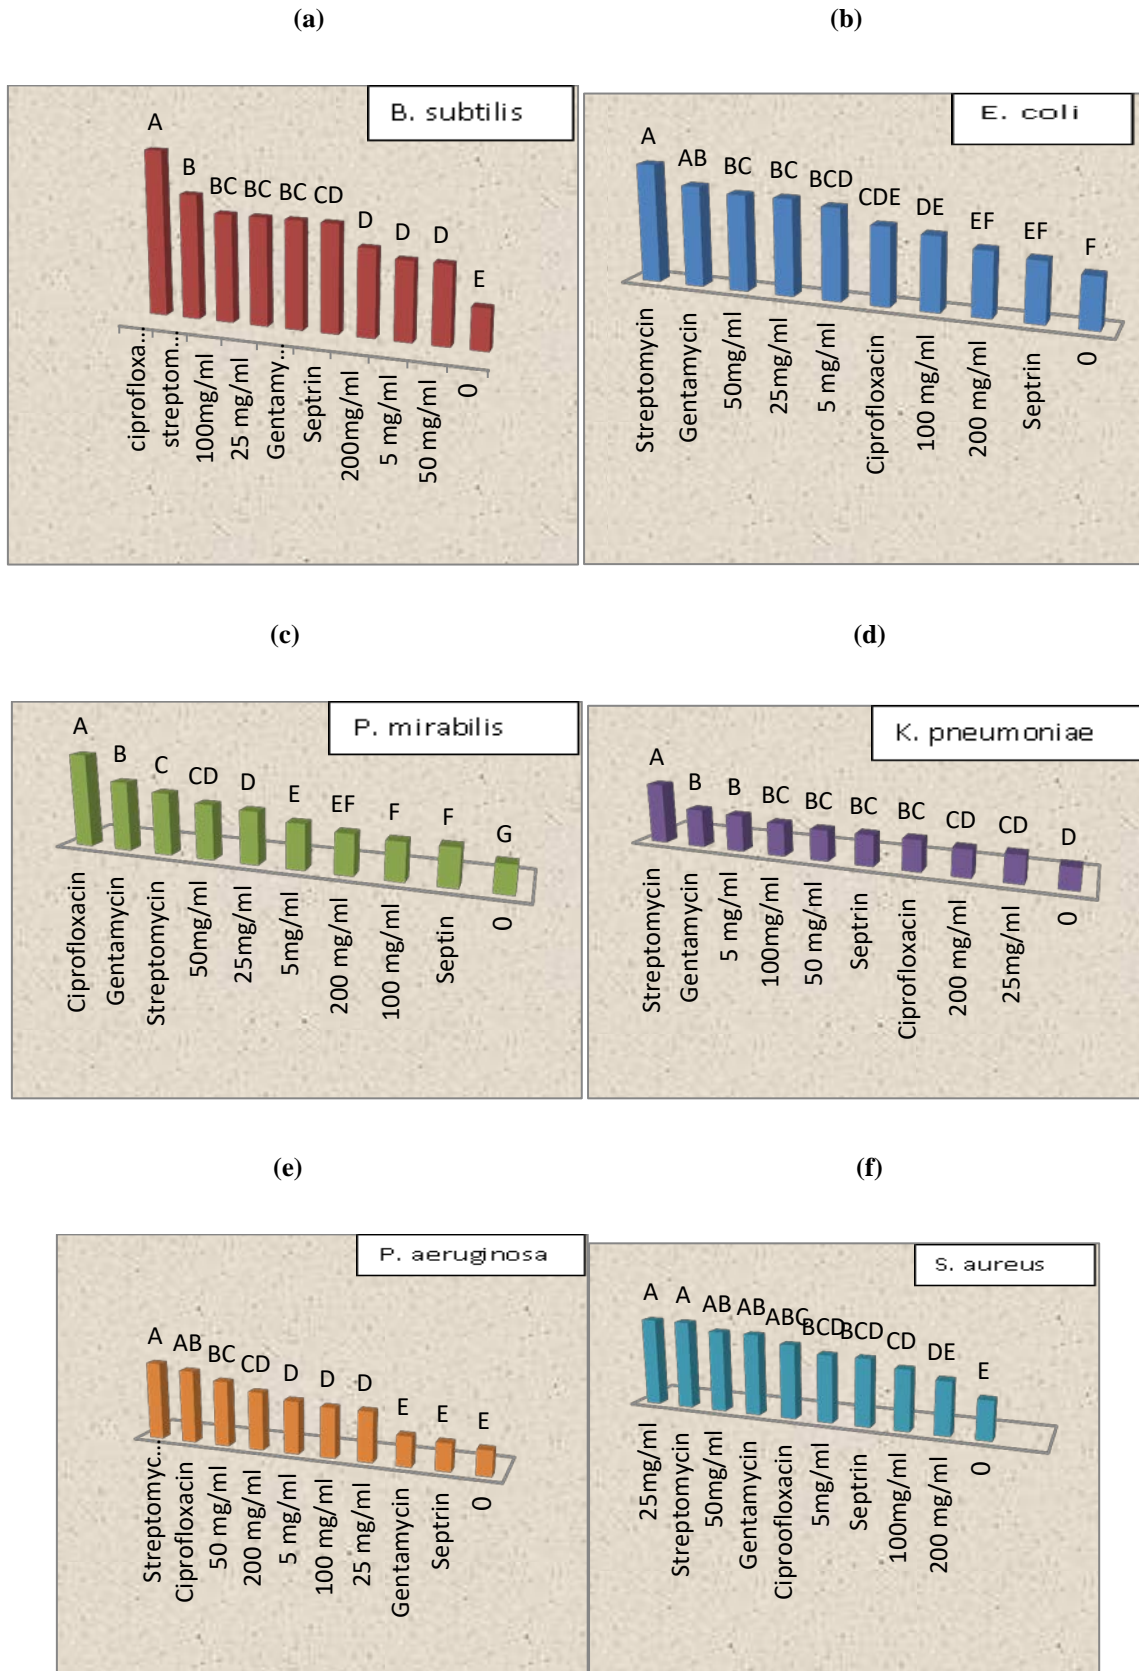 (a)
(b)
B. subtilis
A
B
BC
BC
BC
CD
D
D
D
E
ciprofloxa...
streptom...
100mg/ml
25 mg/ml
Gentamy...
Septrin
200mg/ml
5 mg/ml
50 mg/ml
0
E. coli
A
AB
BC
BC
BCD
CDE
DE
EF
EF
F
Streptomycin
Gentamycin
50mg/ml
25mg/ml
5 mg/ml
Ciprofloxacin
100 mg/ml
200 mg/ml
Septrin
0
(c)
(d)
P. mirabilis
A
B
C
CD
D
E
EF
F
F
G
Ciprofloxacin
Gentamycin
Streptomycin
50mg/ml
25mg/ml
5mg/ml
200 mg/ml
100 mg/ml
Septin
0
K. pneumoniae
A
B
B
BC
BC
BC
BC
CD
CD
D
Streptomycin
Gentamycin
5 mg/ml
100mg/ml
50 mg/ml
Septrin
Ciprofloxacin
200 mg/ml
25mg/ml
0
(e)
(f)
P. aeruginosa
A
AB
BC
CD
D
D
D
E
E
E
Streptomyc...
Ciprofloxacin
50 mg/ml
200 mg/ml
5 mg/ml
100 mg/ml
25 mg/ml
Gentamycin
Septrin
0
S. aureus
A
A
AB
AB
ABC
BCD
BCD
CD
DE
E
25mg/ml
Streptomycin
50mg/ml
Gentamycin
Ciproofloxacin
5mg/ml
Septrin
100mg/ml
200 mg/ml
0